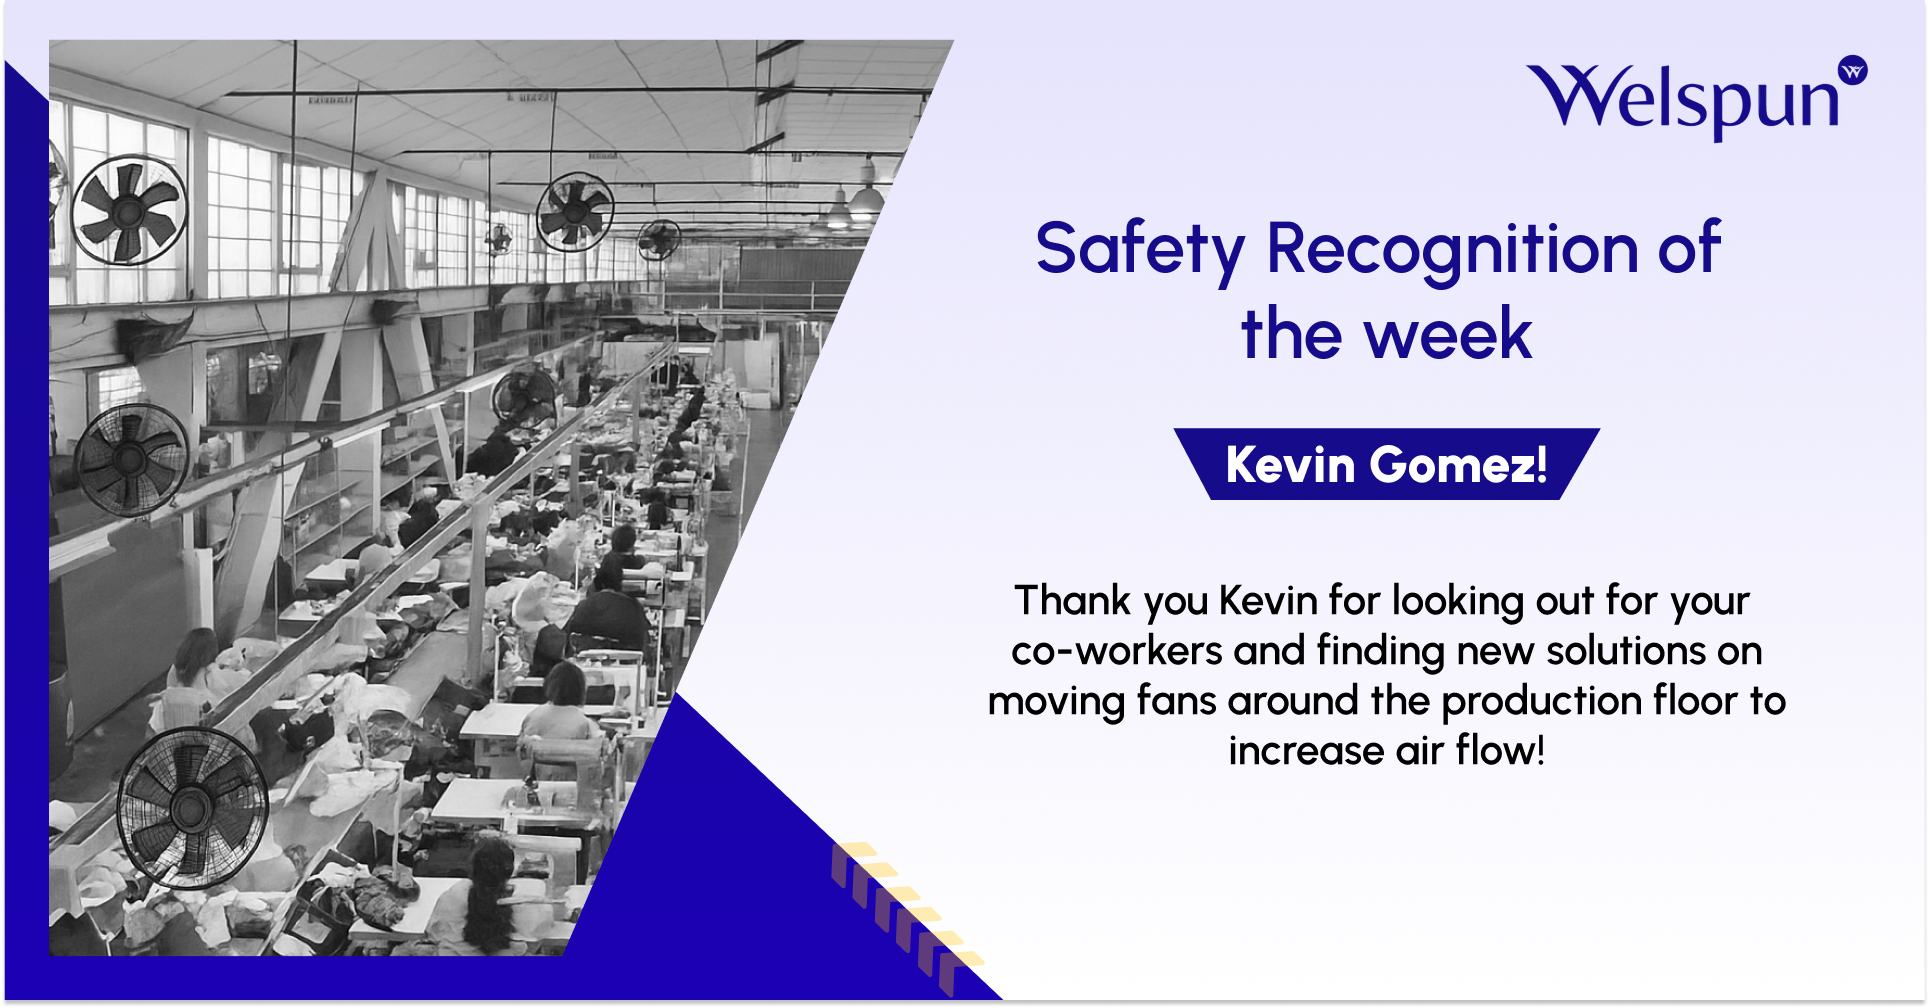 Welspun
W
Safety Recognition of
the week
Kevin Gomez!
Thank you Kevin for looking out for your
co-workers and finding new solutions on
moving fans around the production floor to
increase air flow!